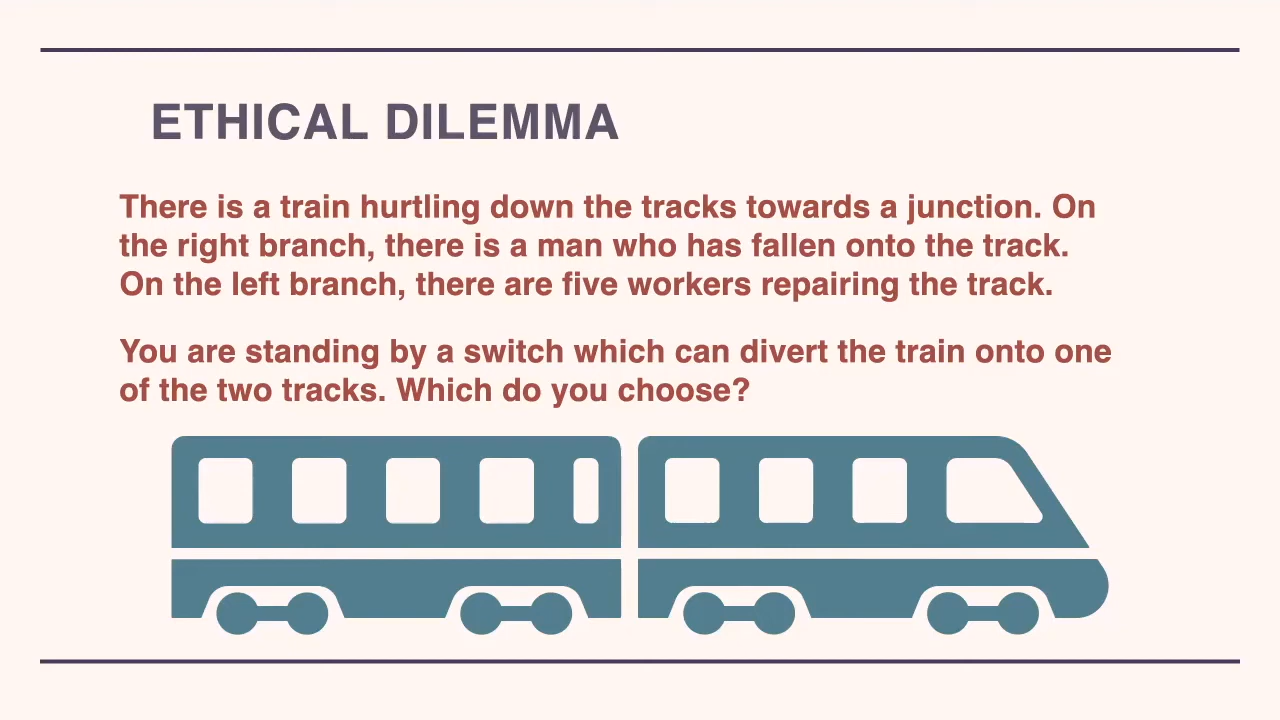 ETHICAL DILEMMA
There is a train hurtling down the tracks towards a junction. On
the right branch, there is a man who has fallen onto the track.
On the left branch, there are five workers repairing the track.
You are standing by a switch which can divert the train onto one
of the two tracks. Which do you choose?